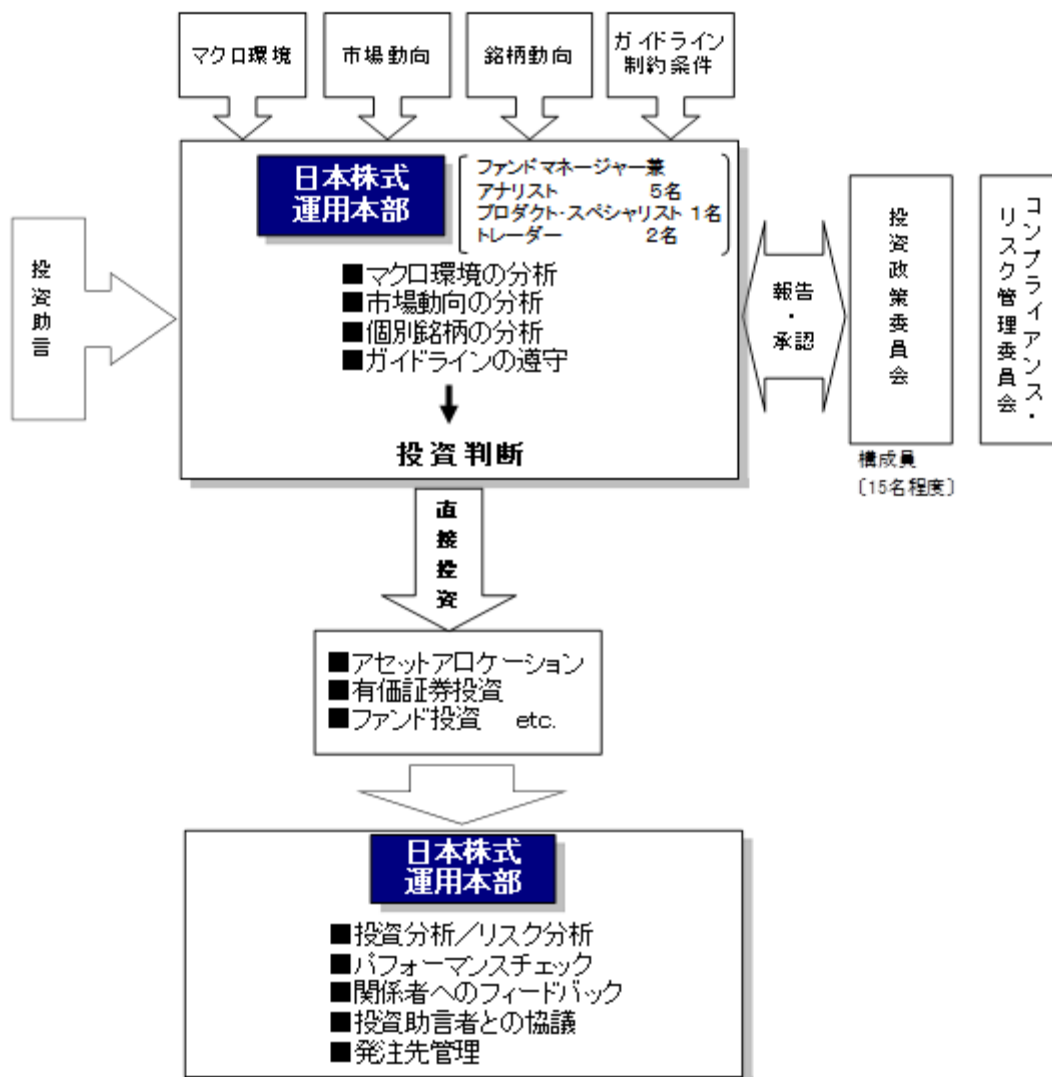 マクロ環境
市場動向
銘柄動向
ガイドライン
制約条件
日本株式
運用本部
ファンドマネージャー兼
アナリスト 5名
プロダクト・スペシャリスト 1名
トレーダー 2名
投資助言
■マクロ環境の分析
■市場動向の分析
■個別銘柄の分析
■ガイドラインの遵守
投資判断
報告
・
承認
投資政策委員会
コンプライアンス・
リスク管理委員会
構成員
〔15名程度〕
直接投資
■アセットアロケーション
■有価証券投資
■ファンド投資 etc.
日本株式
運用本部
■投資分析／リスク分析
■パフォーマンスチェック
■関係者へのフィードバック
■投資助言者との協議
■発注先管理